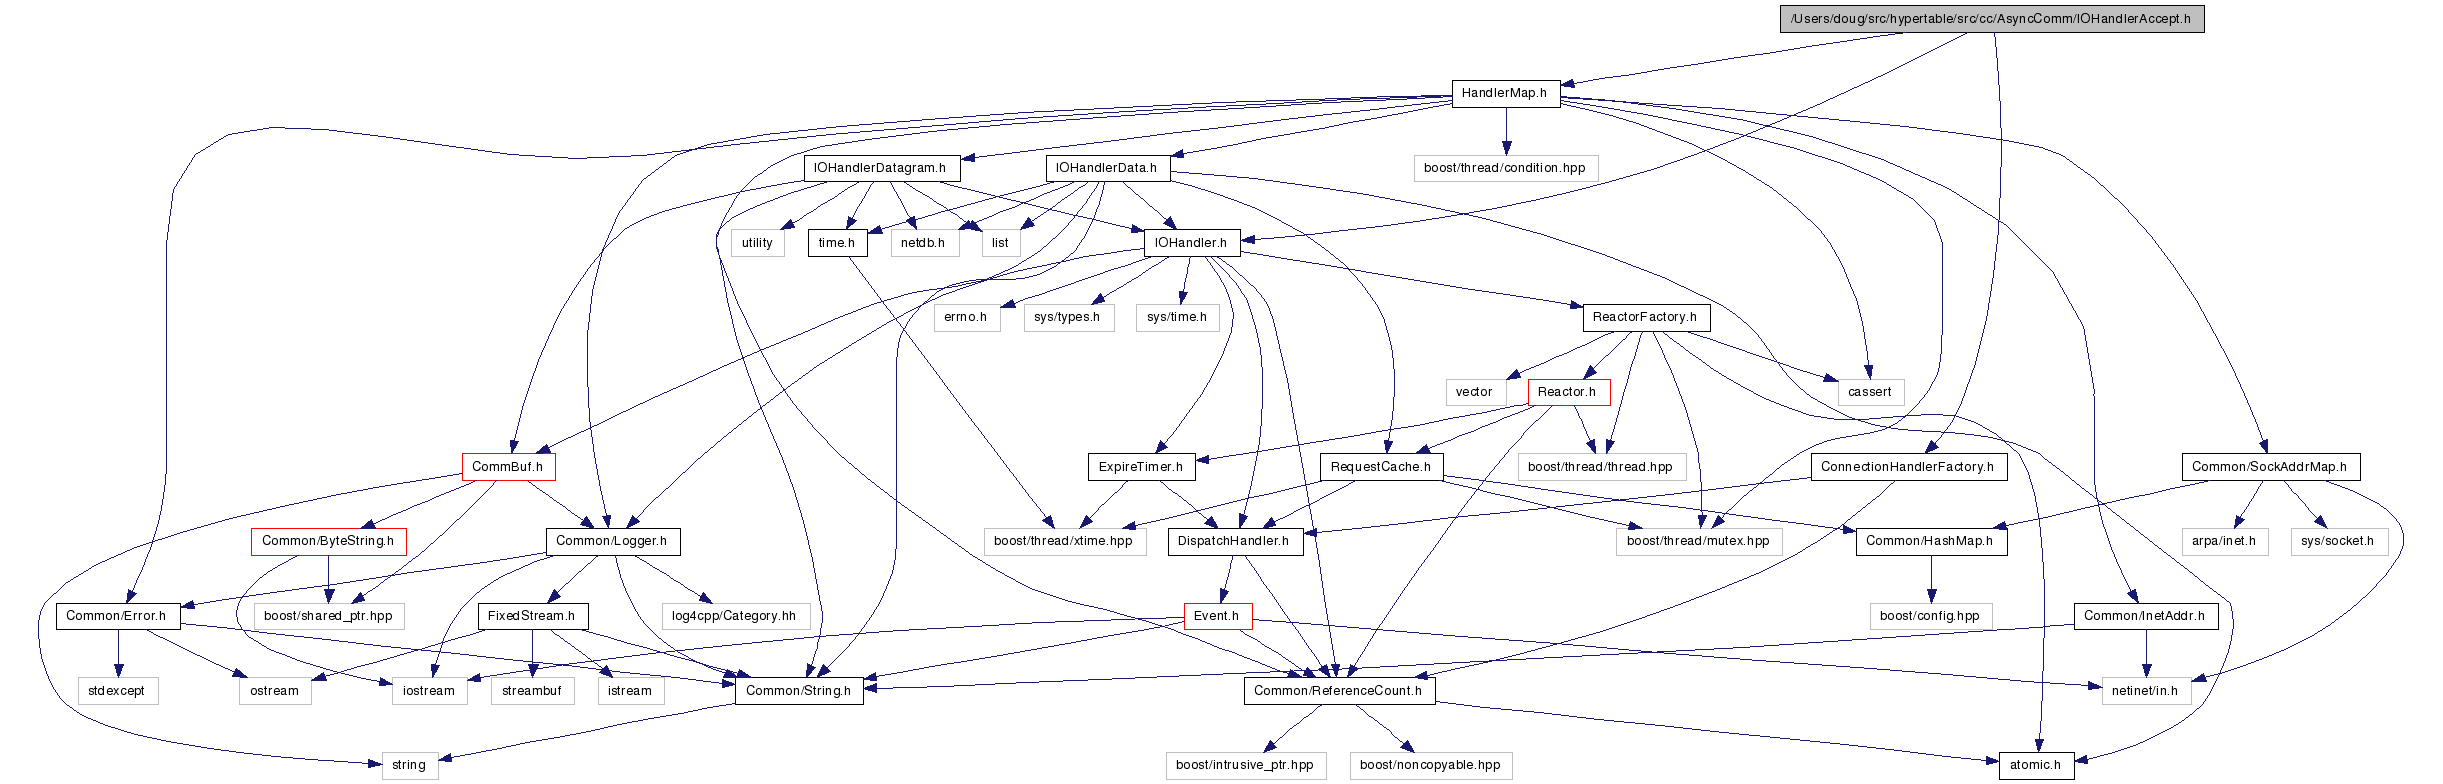 /Users/doug/src/hypertable/src/cc/AsyncComm/IOHandlerAccept.h
HandlerMap.h
IOHandlerDatagram.h
IOHandlerData.h
boost/thread/condition.hpp
utility
time.h
netdb.h
list
IOHandler.h
errno.h
sys/types.h
sys/time.h
ReactorFactory.h
vector
Reactor.h
cassert
CommBuf.h
ExpireTimer.h
RequestCache.h
boost/thread/thread.hpp
ConnectionHandlerFactory.h
Common/SockAddrMap.h
Common/ByteString.h
Common/Logger.h
boost/thread/xtime.hpp
DispatchHandler.h
boost/thread/mutex.hpp
Common/HashMap.h
arpa/inet.h
sys/socket.h
Common/Error.h
boost/shared_ptr.hpp
FixedStream.h
log4cpp/Category.hh
Event.h
boost/config.hpp
Common/InetAddr.h
stdexcept
ostream
iostream
streambuf
istream
Common/String.h
Common/ReferenceCount.h
netinet/in.h
string
boost/intrusive_ptr.hpp
boost/noncopyable.hpp
atomic.h